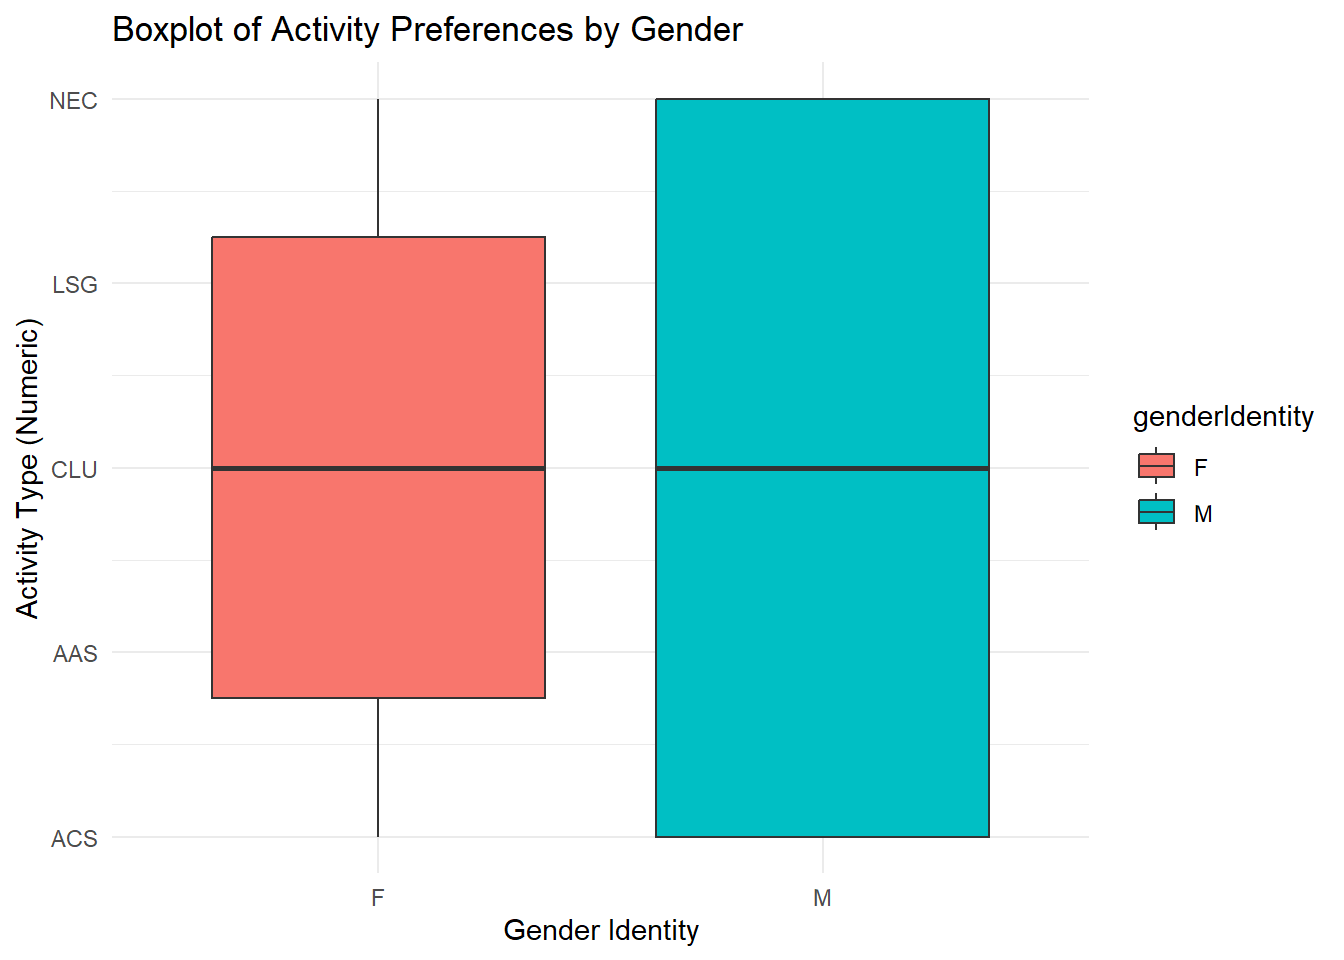 Boxplot of Activity Preferences by Gender
NEC
LSG
CLU
AAS
ACS
Activity Type (Numeric)
F
M
Gender Identity
genderIdentity
F
M